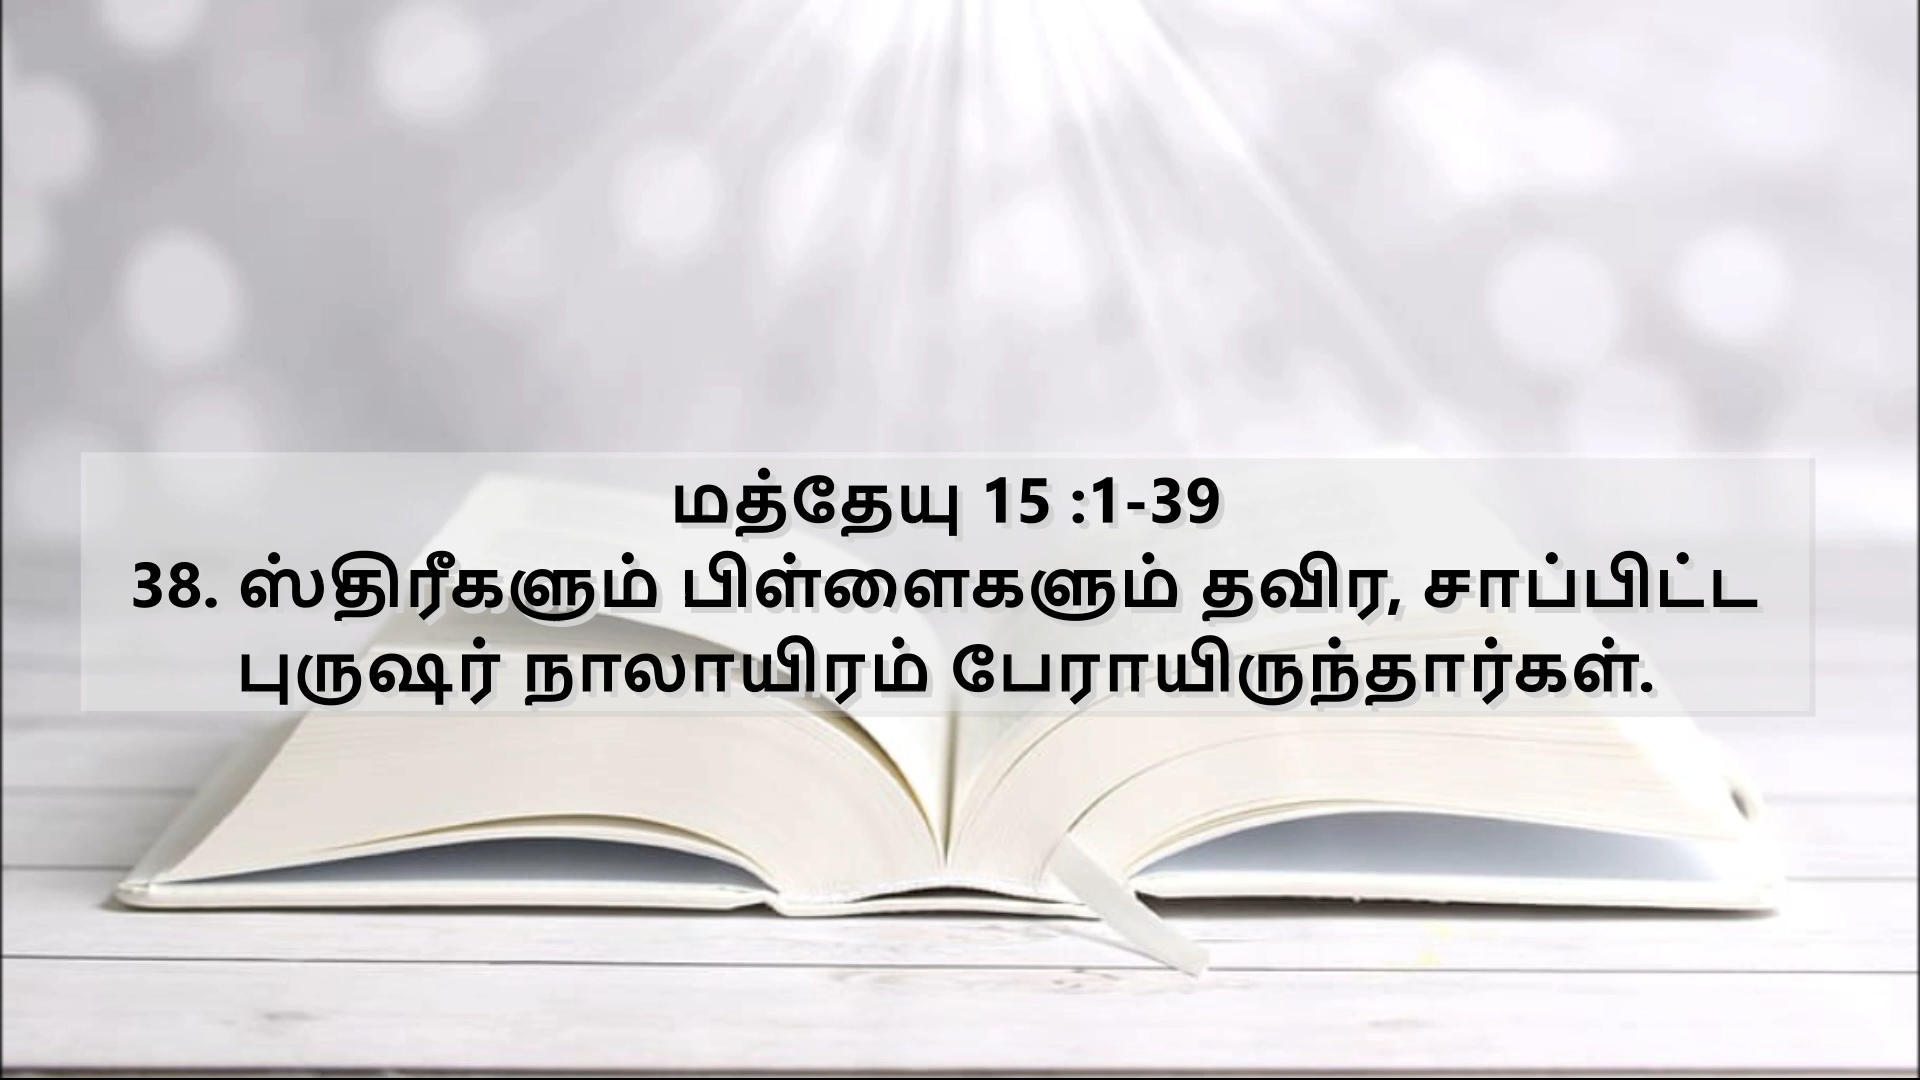 மத்தேயு 15 :1-39
38. ஸ்திரீகளும் பிள்ளைகளும் தவிர, சாப்பிட்ட
புருஷர் நாலாயிரம் பேராயிருந்தார்கள்.